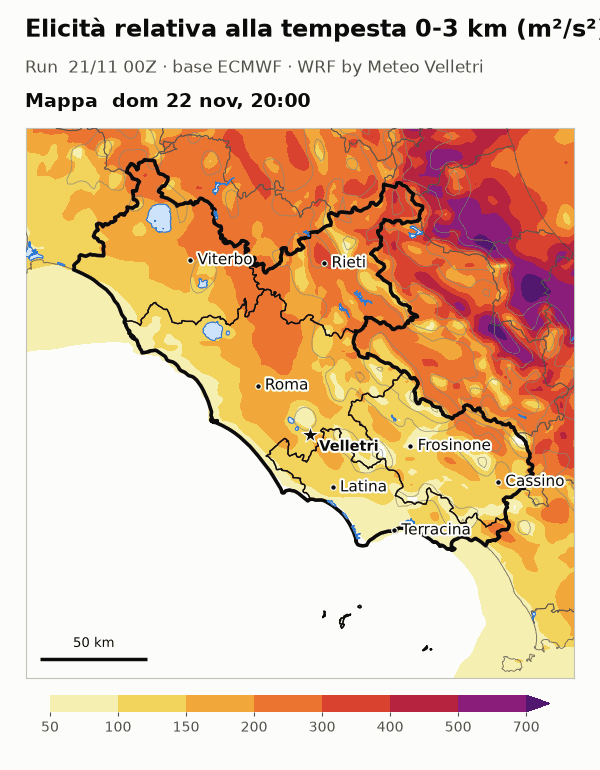 Elicità relativa alla tempesta 0-3 km (m²/s²)
Run 21/11 00Z · base ECMWF · WRF by Meteo Velletri
Mappa dom 22 nov, 20:00
Viterbo
Rieti
Roma
Velletri
Frosinone
Latina
Cassino
Terracina
50 km
50 100 150 200 300 400 500 700